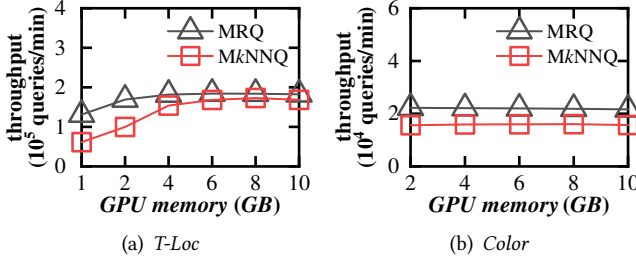 4
3
2
1
0
throughput
(10⁵ queries/min)
MRQ
MkNNQ
1 2 4 6 8 10
GPU memory (GB)
(a) T-Loc
6
4
2
0
throughput
(10⁴ queries/min)
MRQ
MkNNQ
2 4 6 8 10
GPU memory (GB)
(b) Color